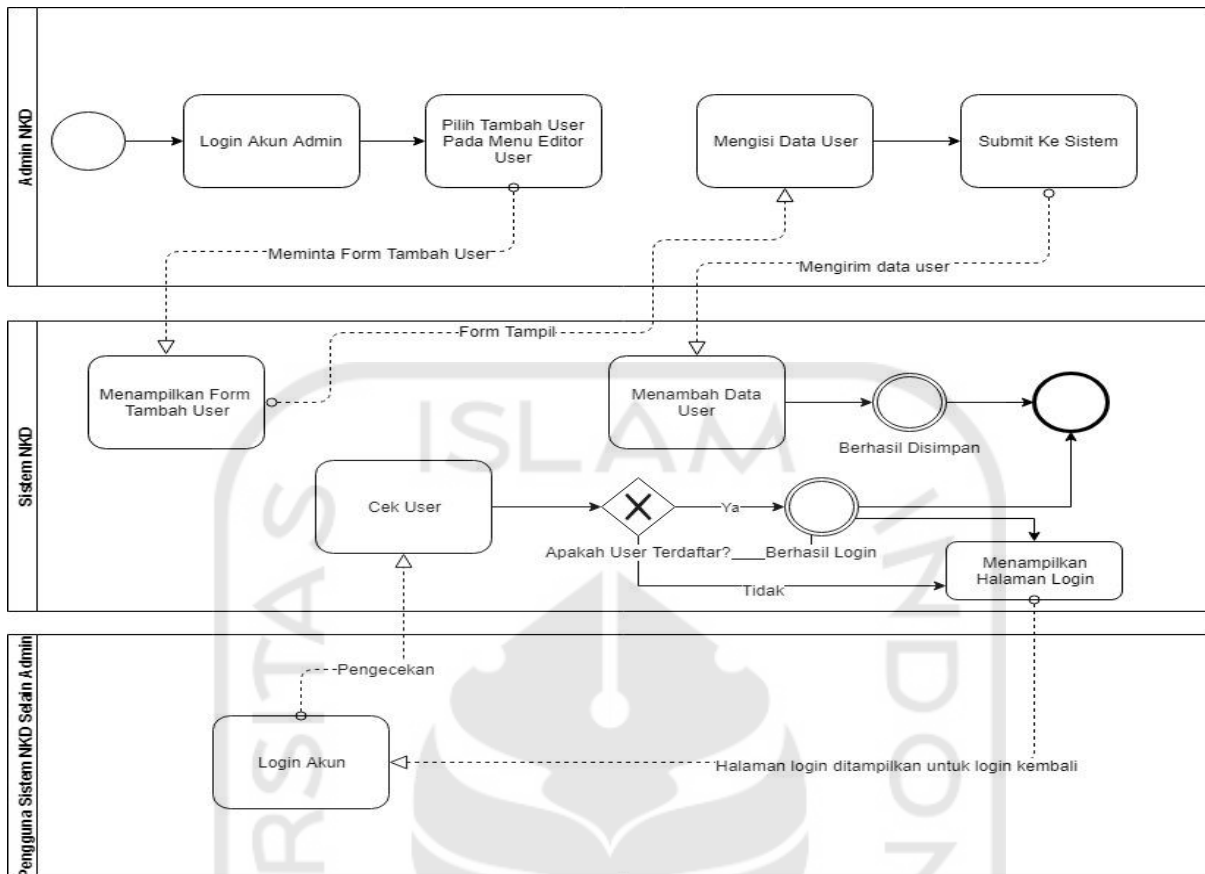 Admin NKD
Login Akun Admin
Pilih Tambah User
Pada Menu Editor
User
Mengisi Data User
Submit Ke Sistem
Meminta Form Tambah User
Mengirim data user
Sistem NKD
Form Tampil
Menampilkan Form
Tambah User
Menambah Data
User
Berhasil Disimpan
Cek User
Ya
Apakah User Terdaftar?
Berhasil Login
Tidak
Menampilkan
Halaman Login
Pengguna Sistem NKD Selain Admin
Pengecekan
Login Akun
Halaman login ditampilkan untuk login kembali
ISLAM
RSITAS
INDON